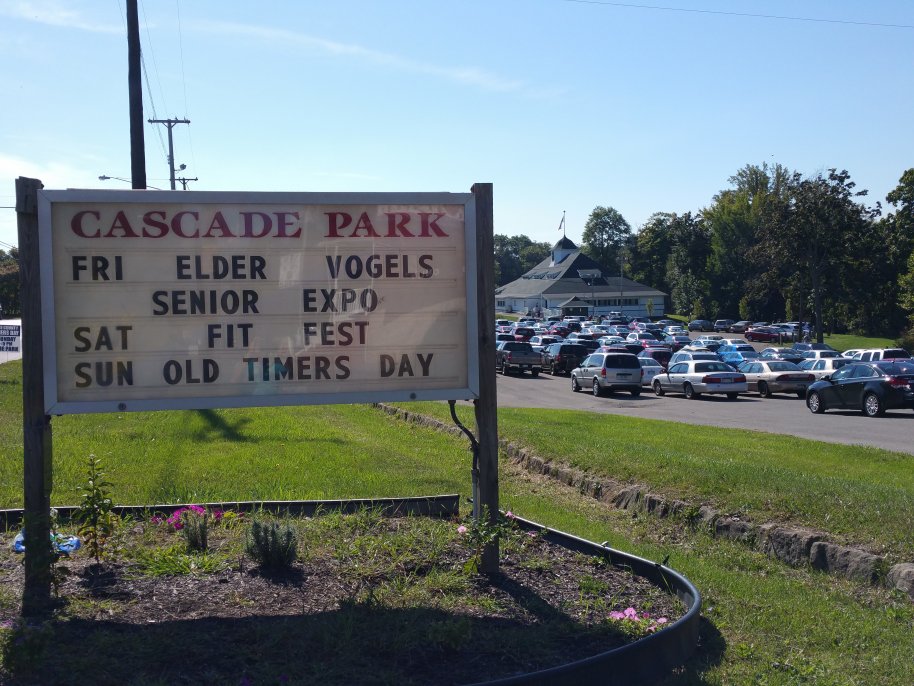 CASCADE PARK
FRI ELDER VOGELS
SENIOR EXPO
SAT FIT FEST
SUN OLD TIMERS DAY